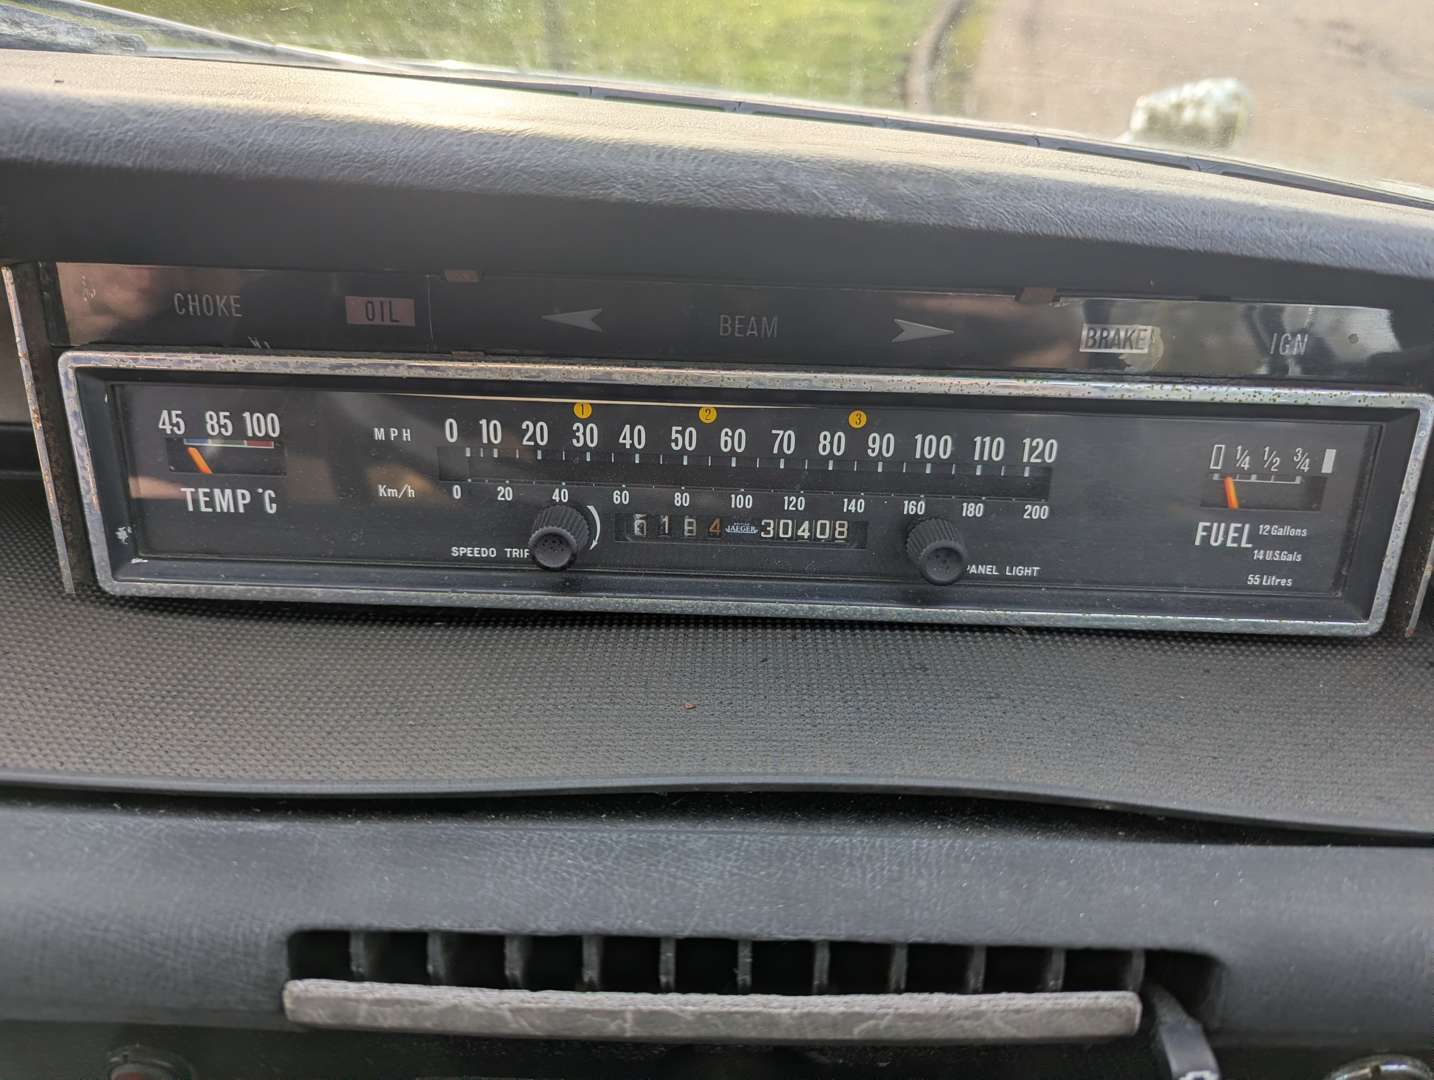 CHOKE OIL BEAM BRAKE IGN
45 85 100
TEMP °C
1 2 3
MPH 0 10 20 30 40 50 60 70 80 90 100 110 120
Km/h 0 20 40 60 80 100 120 140 160 180 200
SPEEDO TRIP
JAEGER
30408
PANEL LIGHT
1/4 1/2 3/4
FUEL
12 Gallons
14 U.S Gals
55 Litres